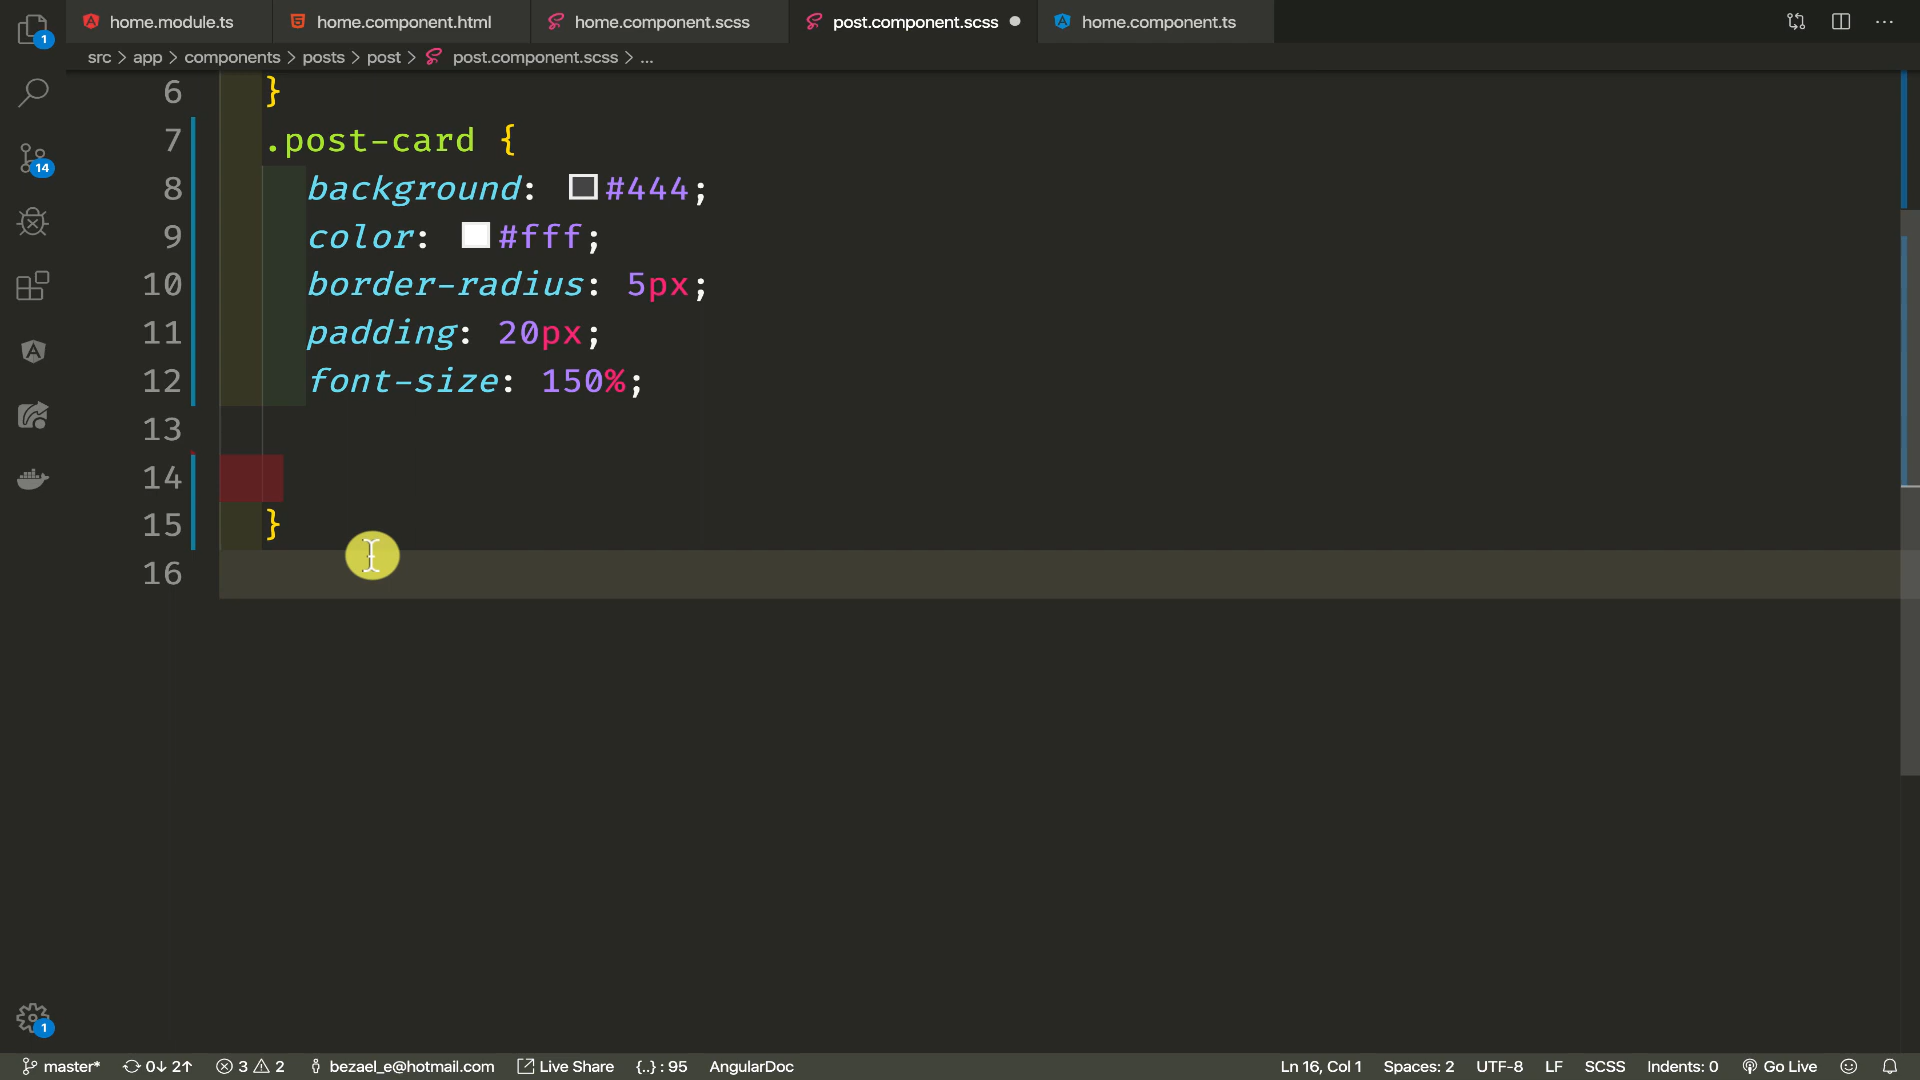 home.module.ts
home.component.html
home.component.scss
post.component.scss
home.component.ts
src > app > components > posts > post > post.component.scss > ...
1
14
6 }
7 .post-card {
8 background: #444;
9 color: #fff;
10 border-radius: 5px;
11 padding: 20px;
12 font-size: 150%;
13
14
15 }
16
1
master* 0↓ 2↑ 3 2 bezael_e@hotmail.com Live Share {..} : 95 AngularDoc Ln 16, Col 1 Spaces: 2 UTF-8 LF SCSS Indents: 0 Go Live